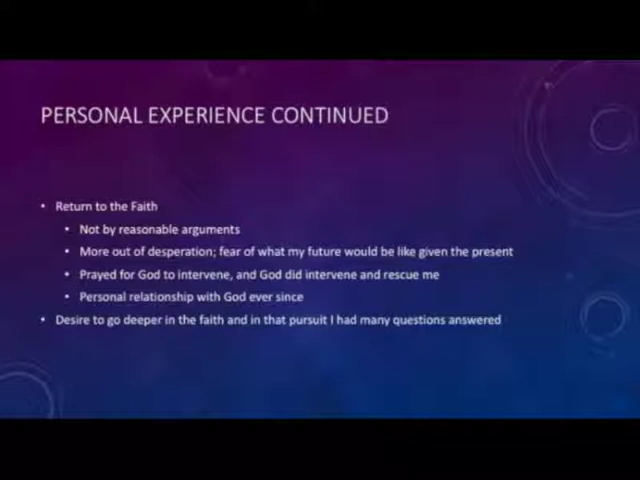 PERSONAL EXPERIENCE CONTINUED
• Return to the Faith
• Not by reasonable arguments
• More out of desperation; fear of what my future would be like given the present
• Prayed for God to intervene, and God did intervene and rescue me
• Personal relationship with God ever since
• Desire to go deeper in the faith and in that pursuit I had many questions answered